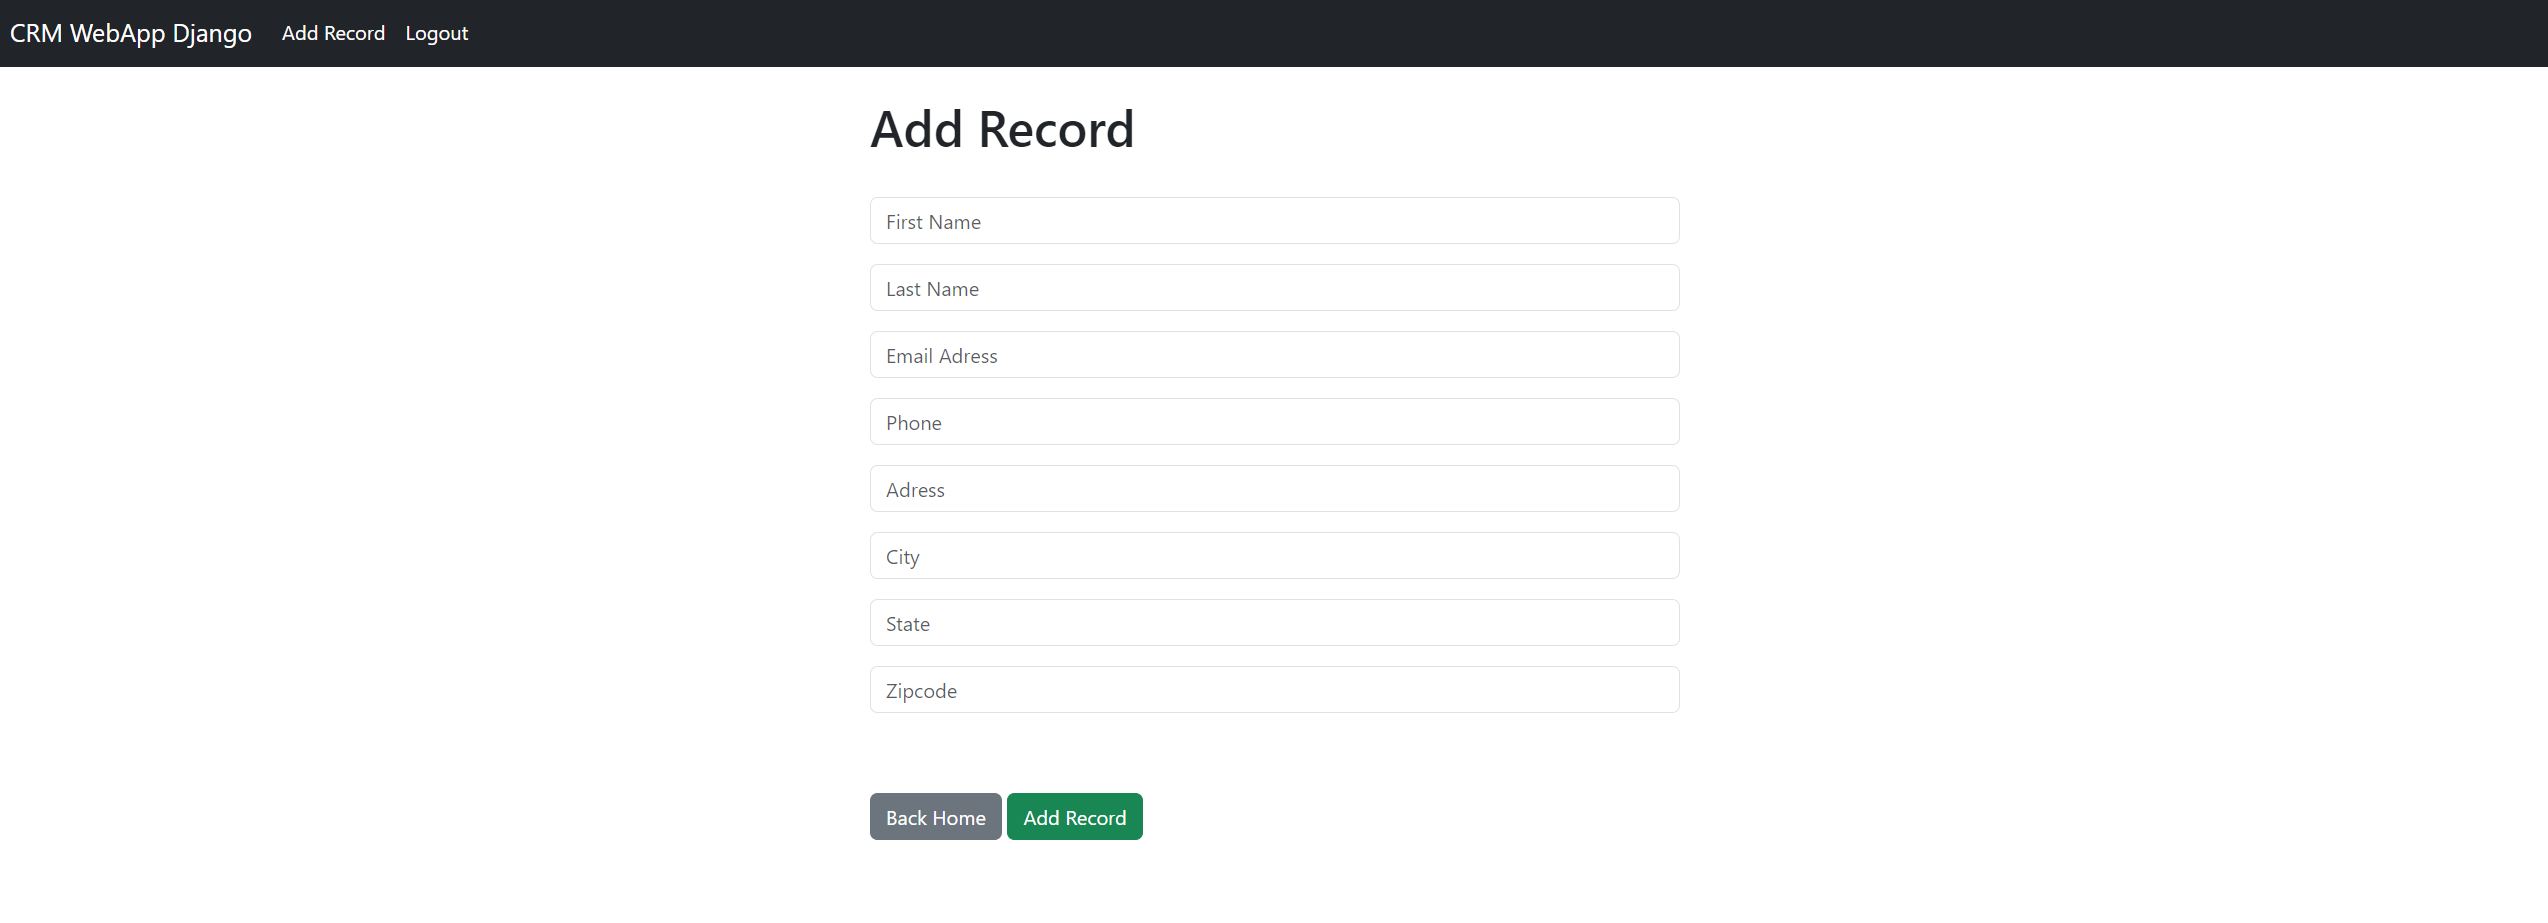 CRM WebApp Django Add Record Logout
Add Record
First Name
Last Name
Email Adress
Phone
Adress
City
State
Zipcode
Back Home Add Record